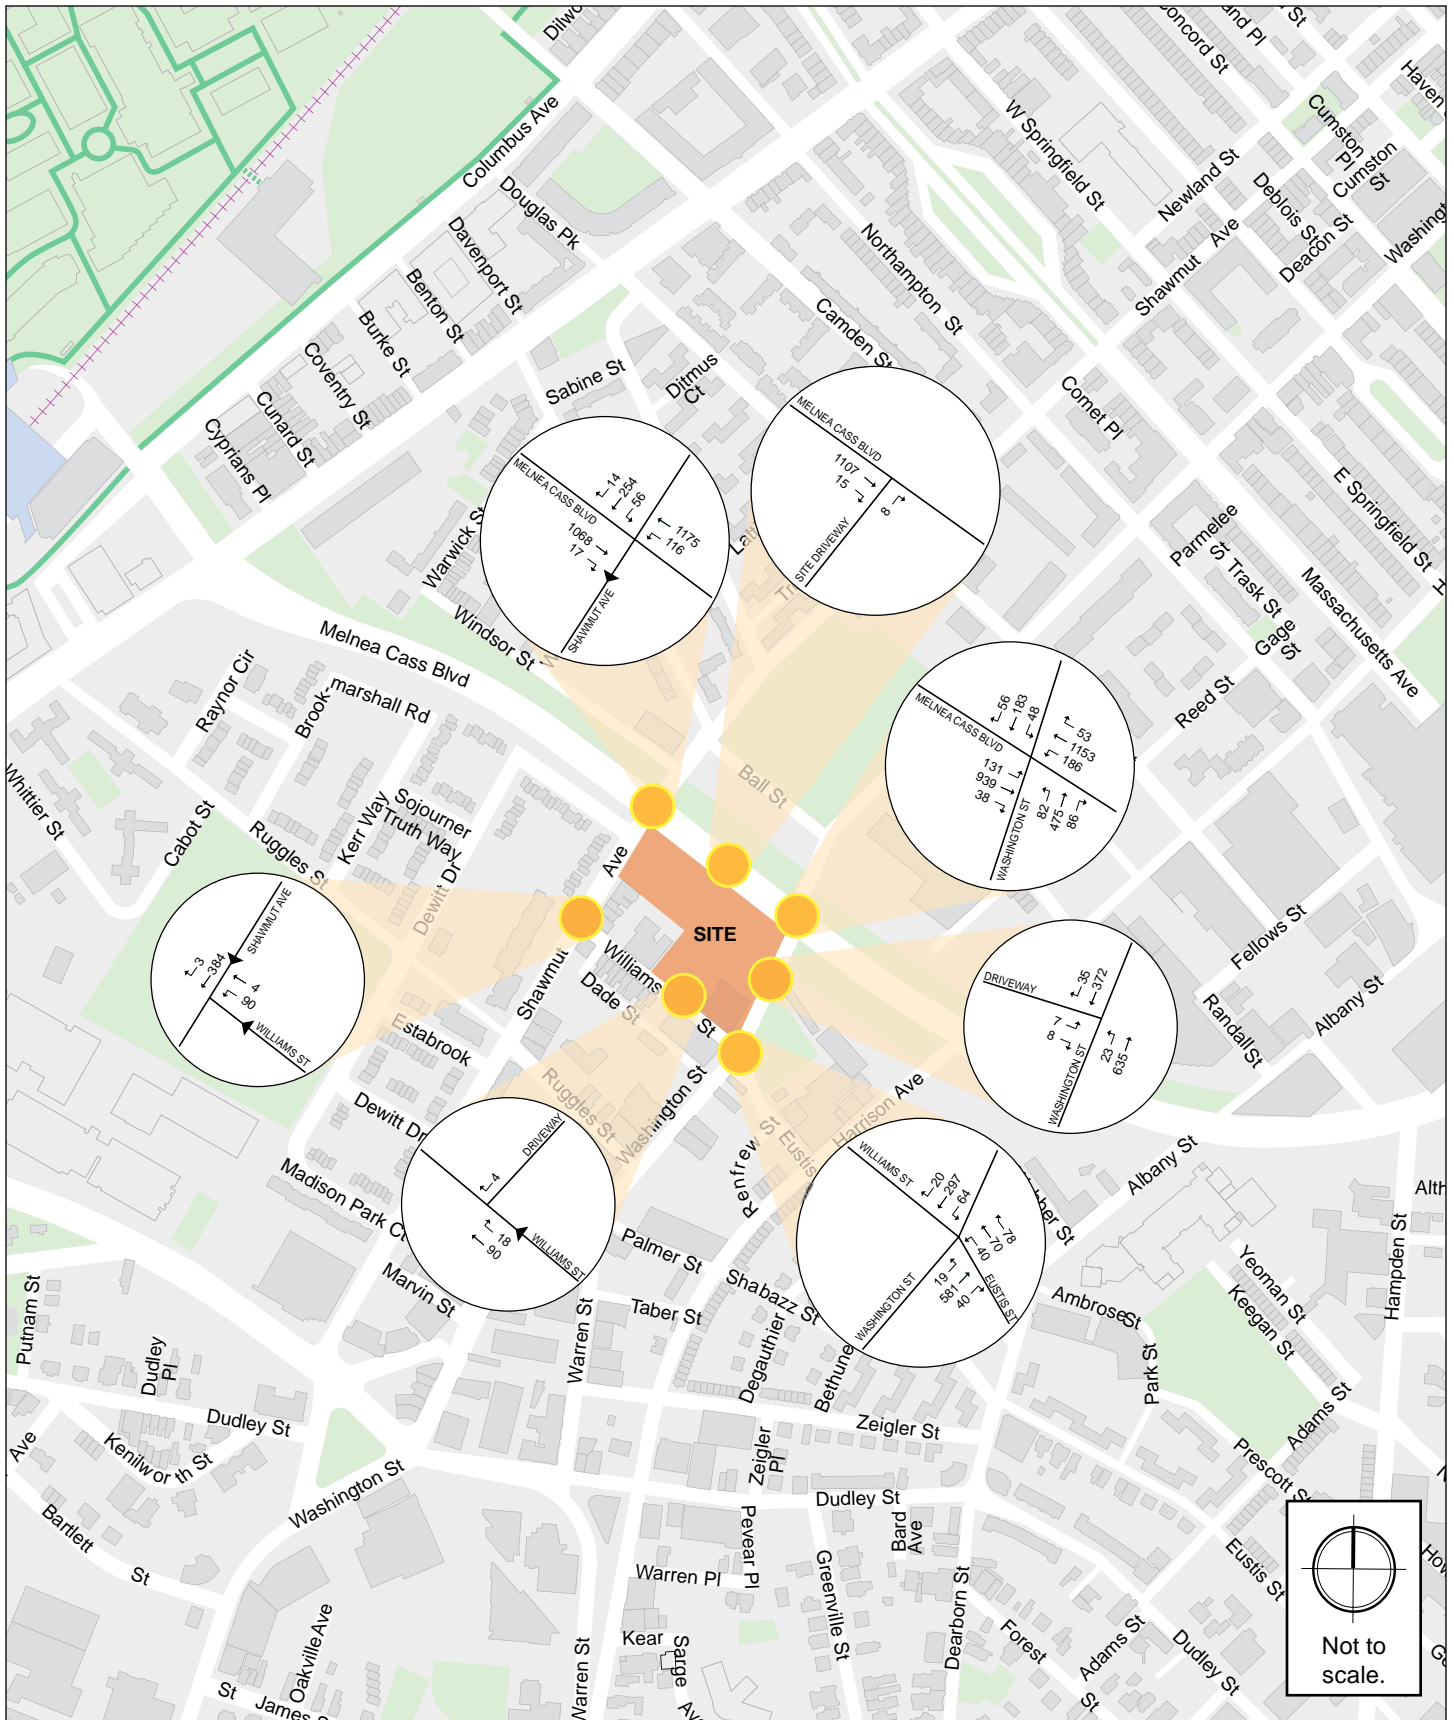 Columbus Ave
Douglas Pk
Davenport St
Benton St
Burke St
Coventry St
Cunard St
Cyprians Pl
Sabine St
Ditmus
Ct
Camden St
Northampton St
W Springfield St
Newland St
Shawmut Ave
Cumston
Pl
Cumston
St
Deblois St
Deacon St
Comet Pl
E Springfield St
Massachusetts Ave
Parmelee
St
Trask St
Gage
St
Reed St
Warwick St
Windsor St
Melnea Cass Blvd
Raynor Cir
Brook-
marshall Rd
Whittier St
Cabot St
Ruggles St
Kerr Way
Sojourner
Truth Way
Dewitt Dr
Ball St
Ave
Shawmut
SITE
Williams
St
Dade St
Estabrook
Ruggles St
Washington St
Dewitt Dr
Madison Park Ct
Marvin St
Renfrew St
Eustis
Harrison Ave
Fellows St
Randall St
Albany St
Albany St
Hampden St
Yeoman St
Keegan St
Ambrose St
Park St
Adams St
Prescott St
Palmer St
Taber St
Shabazz St
Degauthier
Bethune
Warren St
Putnam St
Dudley
Pl
Dudley St
Kenilworth St
Ave
Bartlett
St
Washington St
Zeigler St
Zeigler
Pl
Dudley St
Bard
Ave
Pevear Pl
Warren Pl
Greenville St
Dearborn St
Eustis St
Forest
St
Adams St
Dudley St
Kear
Sarge
Ave
Warren St
Oakville Ave
St James
MELNEA CASS BLVD
SHAWMUT AVE
14
254
56
1175
116
1068
17
MELNEA CASS BLVD
SITE DRIVEWAY
1107
15
8
MELNEA CASS BLVD
WASHINGTON ST
56
183
48
53
1153
186
131
939
38
82
475
86
SHAWMUT AVE
WILLIAMS ST
3
384
4
90
DRIVEWAY
WASHINGTON ST
35
372
7
8
23
635
DRIVEWAY
WILLIAMS ST
4
18
90
WILLIAMS ST
WASHINGTON ST
EUSTIS ST
20
297
64
78
70
40
19
581
40
Not to
scale.